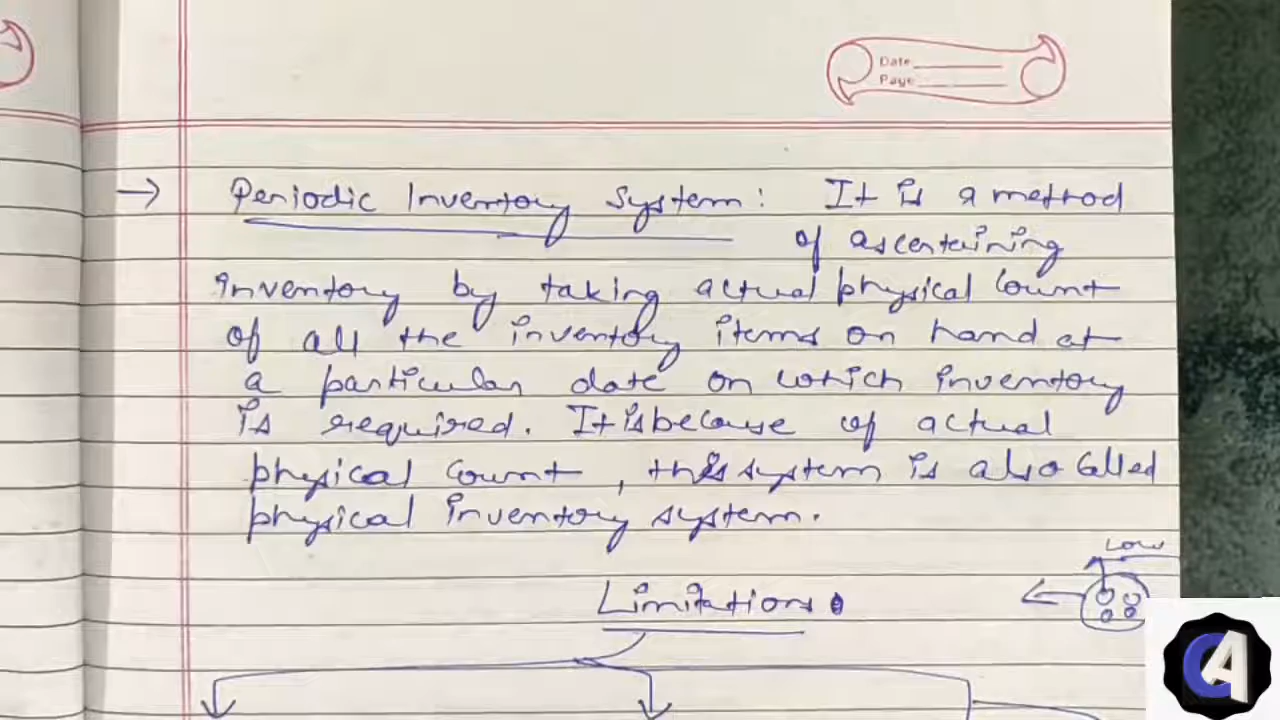 Date
Page
→ Periodic Inventory System: It is a method
of ascertaining
inventory by taking actual physical count
of all the inventory items on hand at
a particular date on which inventory
is required. It is because of actual
physical count, this system is also called
physical inventory system.
Low
Limitations
CA